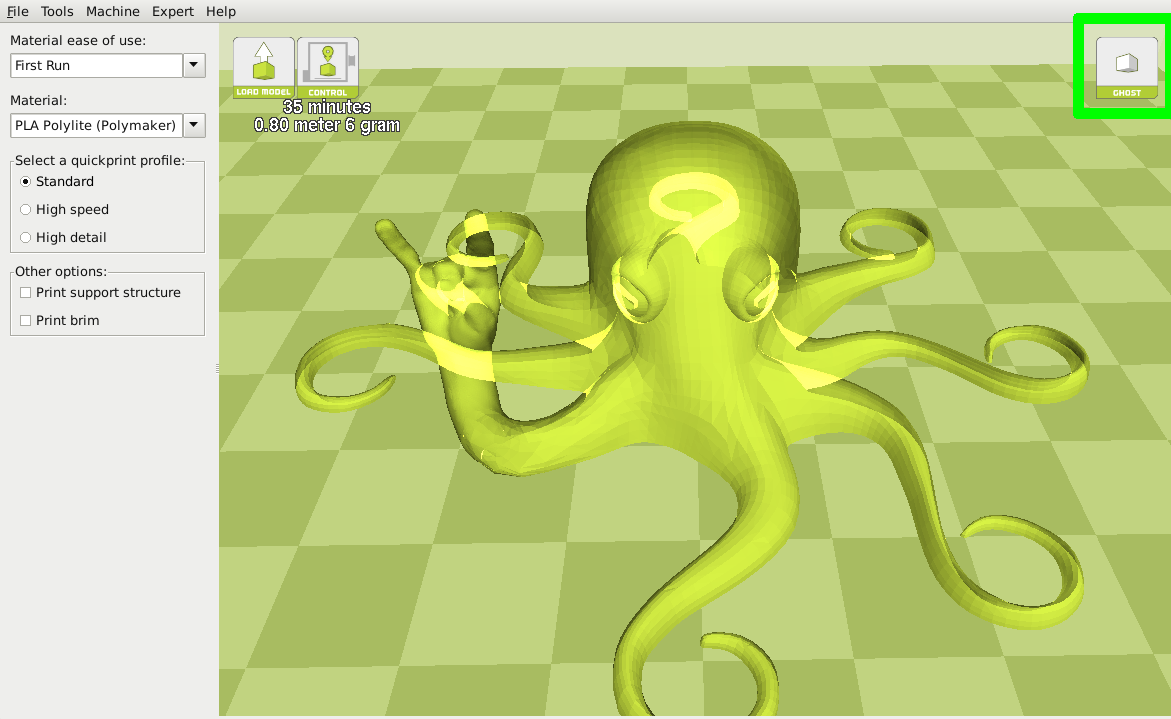 File Tools Machine Expert Help
Material ease of use:
First Run
Material:
PLA Polylite (Polymaker)
Select a quickprint profile:
Standard
High speed
High detail
Other options:
Print support structure
Print brim
LOAD MODEL
CONTROL
35 minutes
0.80 meter 6 gram
GHOST